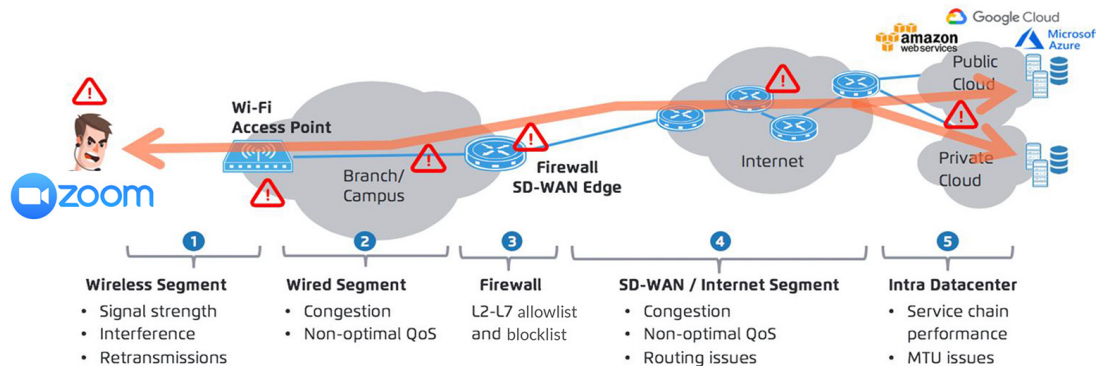 Google Cloud
amazon
webservices
Microsof
Azure
Public
Cloud
Wi-Fi
Access Point
Branch/
Campus
Firewall
SD-WAN Edge
Internet
Private
Cloud
zoom
1
2
3
4
5
Wireless Segment
• Signal strength
• Interference
• Retransmissions
Wired Segment
• Congestion
• Non-optimal QoS
Firewall
L2-L7 allowlist
and blocklist
SD-WAN / Internet Segment
• Congestion
• Non-optimal QoS
• Routing issues
Intra Datacenter
• Service chain
performance
• MTU issues